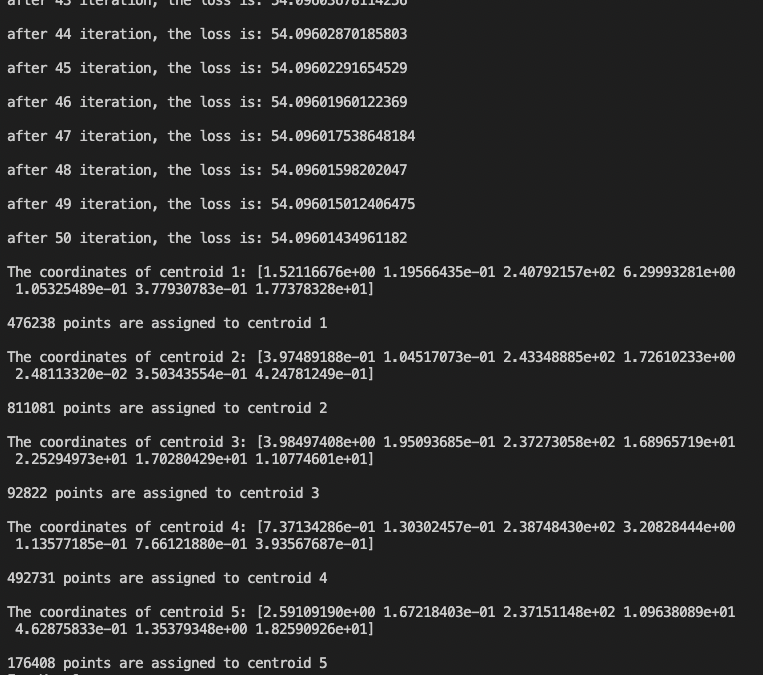 after 43 iteration, the loss is: 54.09603678114256
after 44 iteration, the loss is: 54.09602870185803
after 45 iteration, the loss is: 54.09602291654529
after 46 iteration, the loss is: 54.09601960122369
after 47 iteration, the loss is: 54.096017538648184
after 48 iteration, the loss is: 54.09601598202047
after 49 iteration, the loss is: 54.096015012406475
after 50 iteration, the loss is: 54.09601434961182
The coordinates of centroid 1: [1.52116676e+00 1.19566435e-01 2.40792157e+02 6.29993281e+00
1.05325489e-01 3.77930783e-01 1.77378328e+01]
476238 points are assigned to centroid 1
The coordinates of centroid 2: [3.97489188e-01 1.04517073e-01 2.43348885e+02 1.72610233e+00
2.48113320e-02 3.50343554e-01 4.24781249e-01]
811081 points are assigned to centroid 2
The coordinates of centroid 3: [3.98497408e+00 1.95093685e-01 2.37273058e+02 1.68965719e+01
2.25294973e+01 1.70280429e+01 1.10774601e+01]
92822 points are assigned to centroid 3
The coordinates of centroid 4: [7.37134286e-01 1.30302457e-01 2.38748430e+02 3.20828444e+00
1.13577185e-01 7.66121880e-01 3.93567687e-01]
492731 points are assigned to centroid 4
The coordinates of centroid 5: [2.59109190e+00 1.67218403e-01 2.37151148e+02 1.09638089e+01
4.62875833e-01 1.35379348e+00 1.82590926e+01]
176408 points are assigned to centroid 5